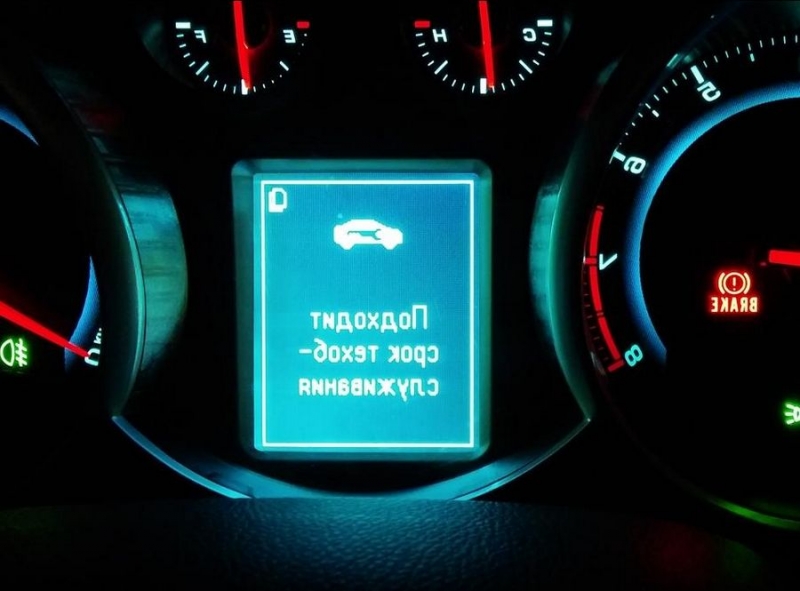 F E
H C
5
6
7
8
BRAKE
Подходит
срок техоб-
служивания